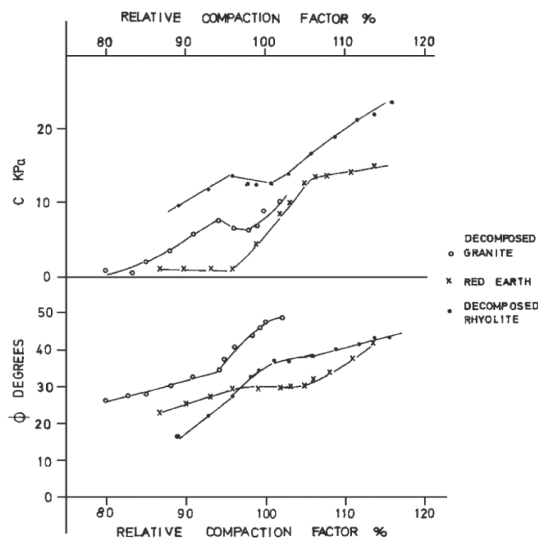 RELATIVE COMPACTION FACTOR %
80 90 100 110 120
20
10
0
C KPa
DECOMPOSED
o GRANITE
x RED EARTH
• DECOMPOSED
RHYOLITE
50
40
30
20
10
0
ϕ DEGREES
80 90 100 110 120
RELATIVE COMPACTION FACTOR %